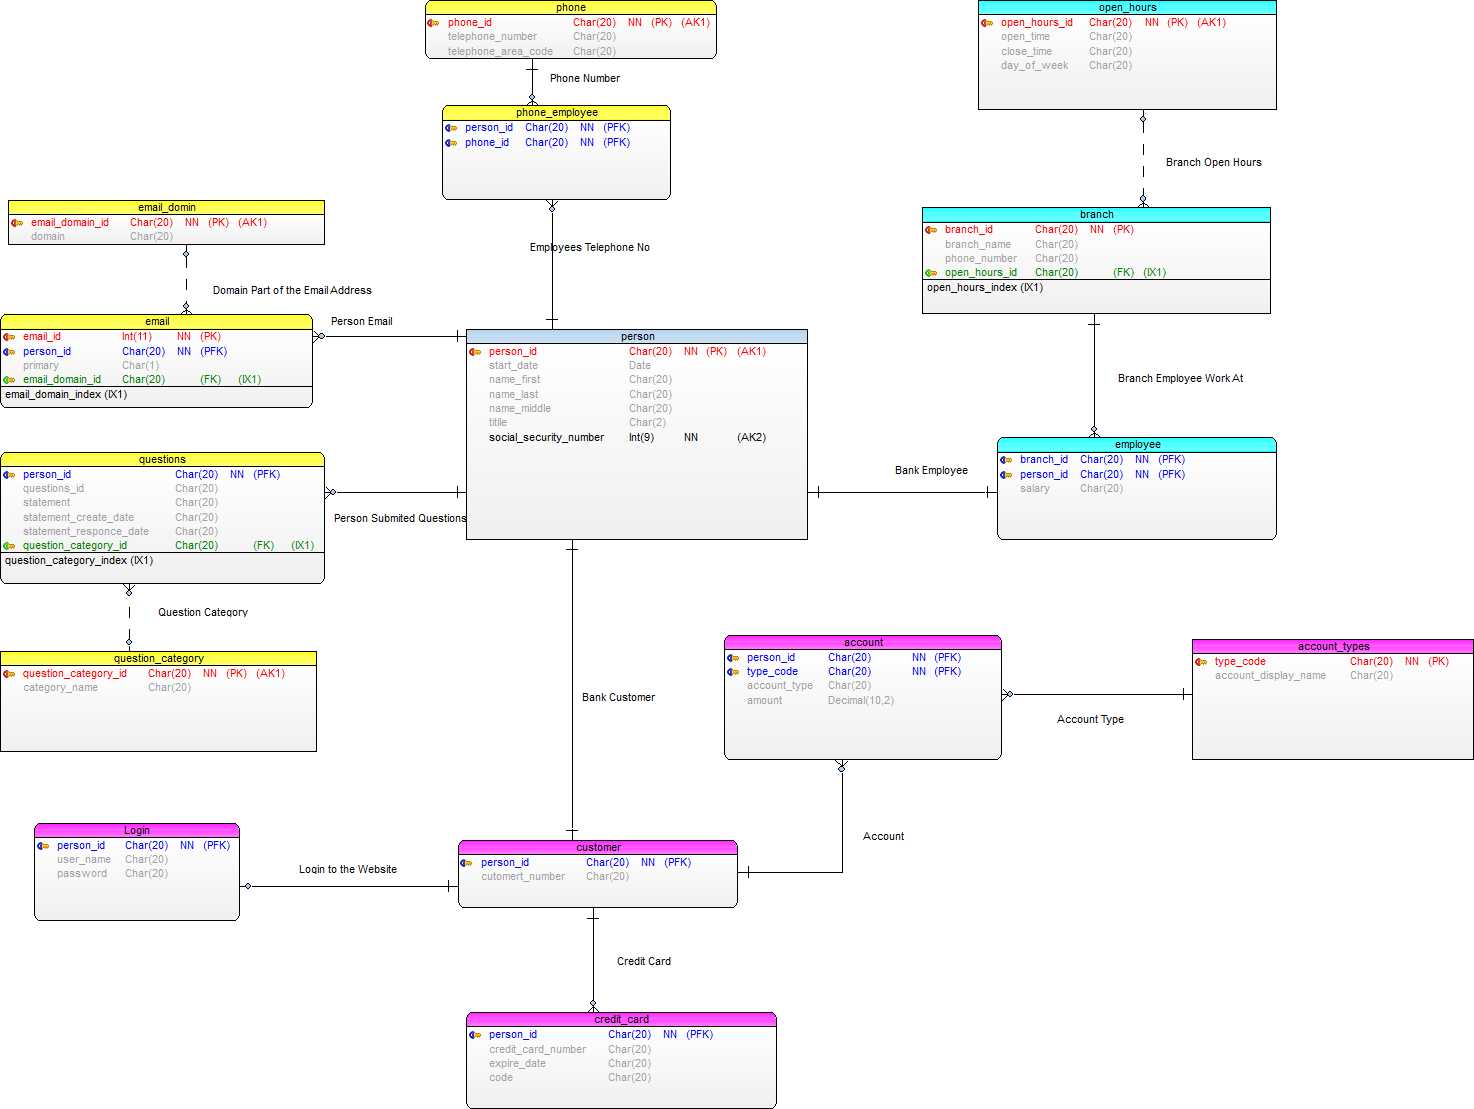 phone
phone_id Char(20) NN (PK) (AK1)
telephone_number Char(20)
telephone_area_code Char(20)
Phone Number
phone_employee
person_id Char(20) NN (PFK)
phone_id Char(20) NN (PFK)
Employees Telephone No
open_hours
open_hours_id Char(20) NN (PK) (AK1)
open_time Char(20)
close_time Char(20)
day_of_week Char(20)
Branch Open Hours
branch
branch_id Char(20) NN (PK)
branch_name Char(20)
phone_number Char(20)
open_hours_id Char(20) (FK) (IX1)
open_hours_index (IX1)
Branch Employee Work At
email_domin
email_domain_id Char(20) NN (PK) (AK1)
domain Char(20)
Domain Part of the Email Address
email
email_id Int(11) NN (PK)
person_id Char(20) NN (PFK)
primary Char(1)
email_domain_id Char(20) (FK) (IX1)
email_domain_index (IX1)
Person Email
person
person_id Char(20) NN (PK) (AK1)
start_date Date
name_first Char(20)
name_last Char(20)
name_middle Char(20)
titile Char(2)
social_security_number Int(9) NN (AK2)
employee
branch_id Char(20) NN (PFK)
person_id Char(20) NN (PFK)
salary Char(20)
Bank Employee
questions
person_id Char(20) NN (PFK)
questions_id Char(20)
statement Char(20)
statement_create_date Char(20)
statement_responce_date Char(20)
question_category_id Char(20) (FK) (IX1)
question_category_index (IX1)
Person Submited Questions
Question Category
question_category
question_category_id Char(20) NN (PK) (AK1)
category_name Char(20)
Bank Customer
account
person_id Char(20) NN (PFK)
type_code Char(20) NN (PFK)
account_type Char(20)
amount Decimal(10,2)
Account Type
account_types
type_code Char(20) NN (PK)
account_display_name Char(20)
Account
Login
person_id Char(20) NN (PFK)
user_name Char(20)
password Char(20)
Login to the Website
customer
person_id Char(20) NN (PFK)
cutomert_number Char(20)
Credit Card
credit_card
person_id Char(20) NN (PFK)
credit_card_number Char(20)
expire_date Char(20)
code Char(20)